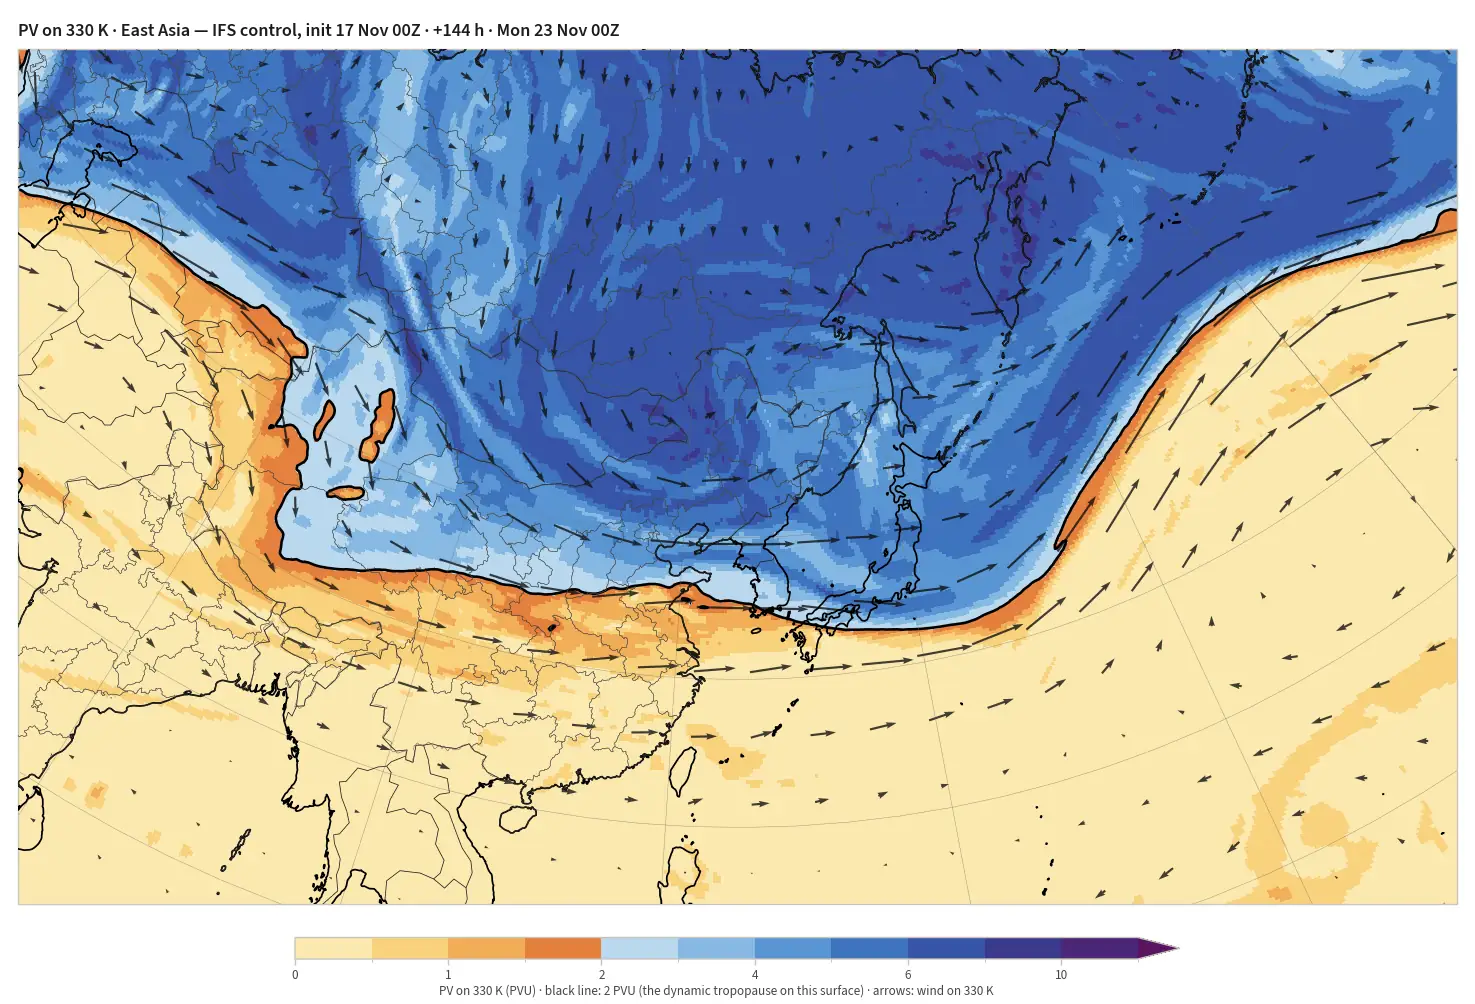 PV on 330 K · East Asia — IFS control, init 17 Nov 00Z · +144 h · Mon 23 Nov 00Z
0 1 2 4 6 10
PV on 330 K (PVU) · black line: 2 PVU (the dynamic tropopause on this surface) · arrows: wind on 330 K